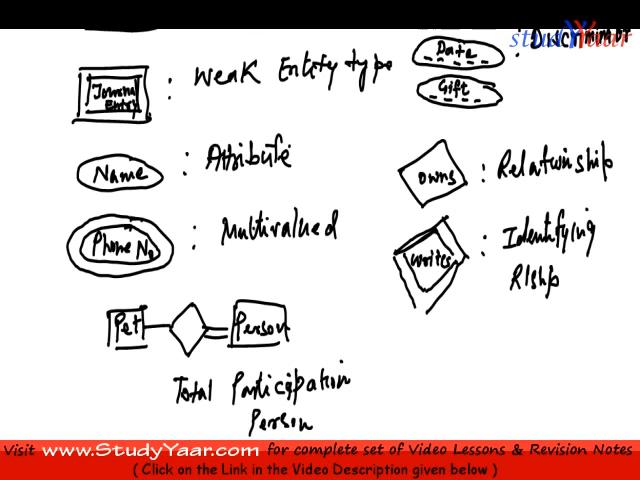 StudyYaar
Date : Discriminator
Gift
Journal Entry : Weak Entity type
Name : Attribute
owns : Relationship
Phone No : Multivalued
writes : Identifying
Rlship
Pet Person
Total Participation
Person
Visit www.StudyYaar.com for complete set of Video Lessons & Revision Notes
( Click on the Link in the Video Description given below )